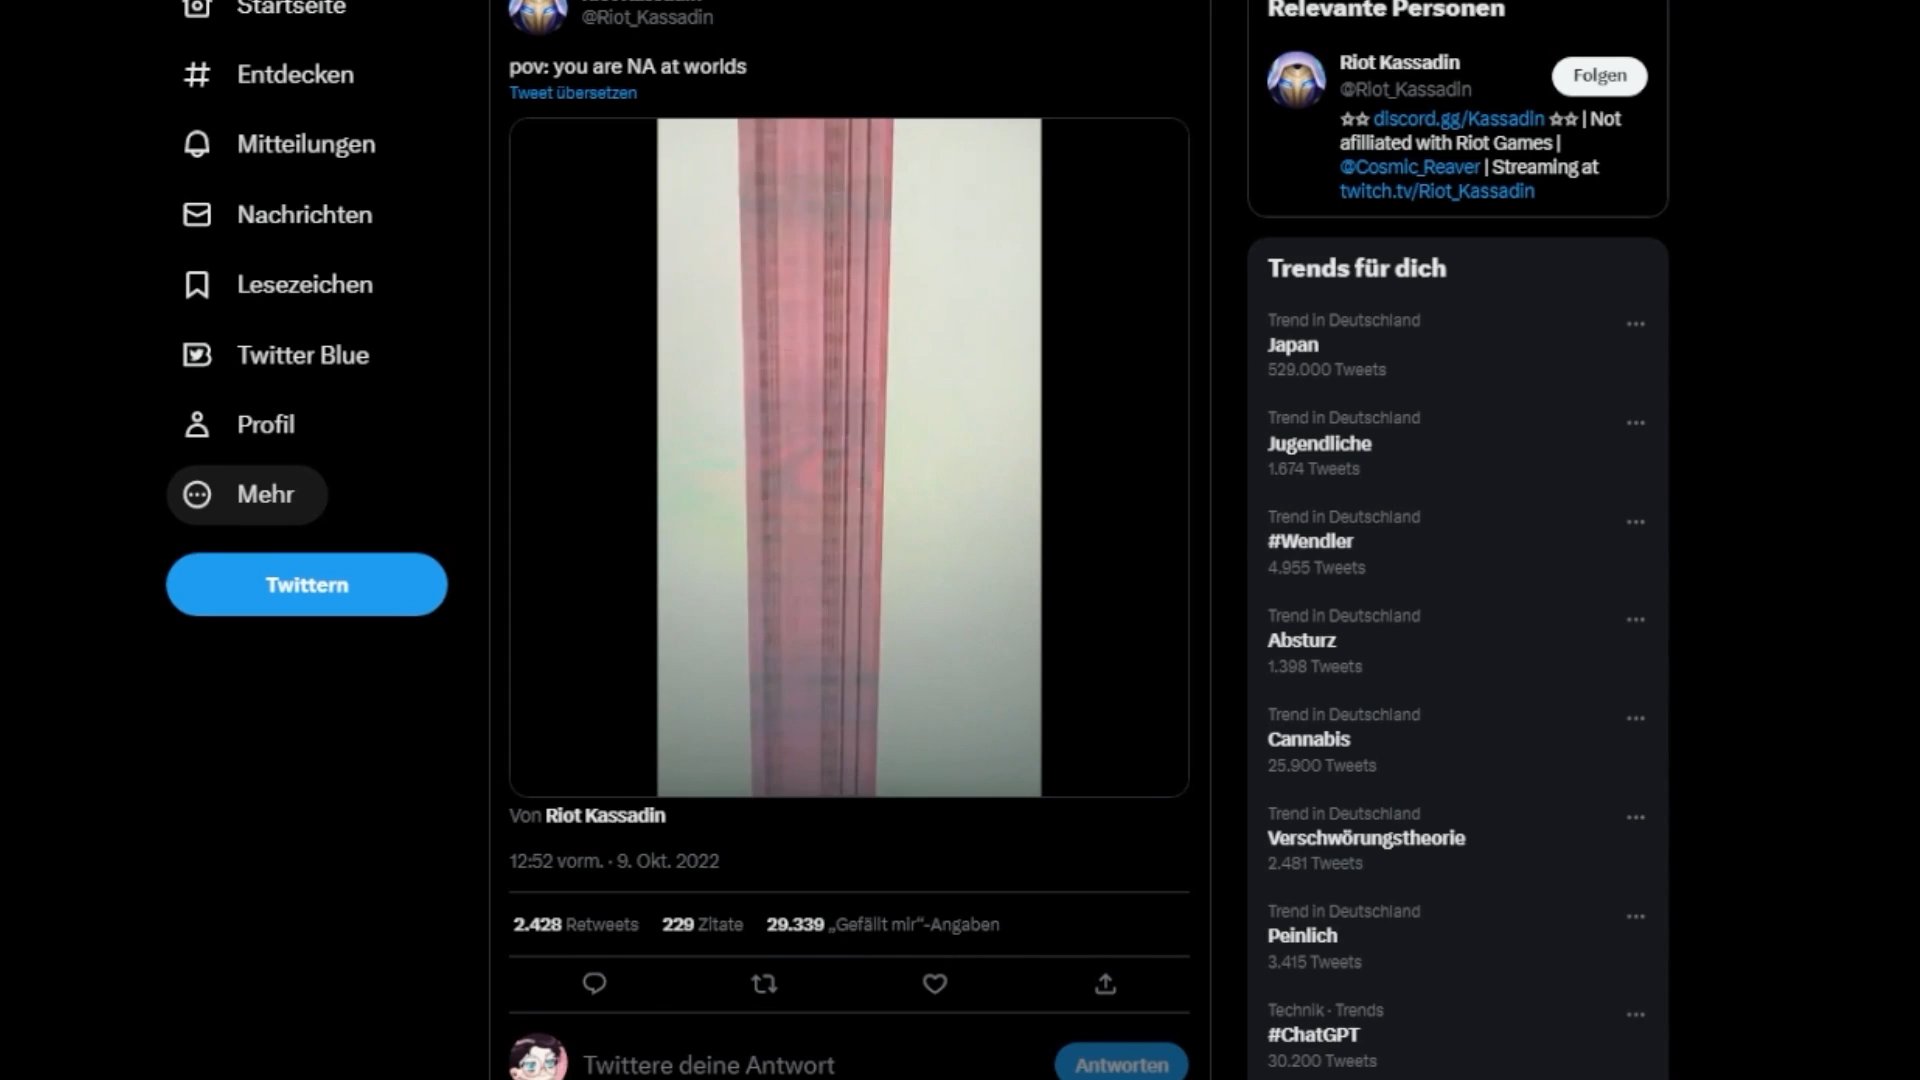 Startseite
Entdecken
Mitteilungen
Nachrichten
Lesezeichen
Twitter Blue
Profil
Mehr
Twittern
@Riot_Kassadin
pov: you are NA at worlds
Tweet übersetzen
Von Riot Kassadin
12:52 vorm. · 9. Okt. 2022
2.428 Retweets 229 Zitate 29.339 „Gefällt mir“-Angaben
Twittere deine Antwort
Antworten
Relevante Personen
Riot Kassadin
@Riot_Kassadin
Folgen
☆☆ discord.gg/Kassadin ☆☆ | Not
afilliated with Riot Games |
@Cosmic_Reaver | Streaming at
twitch.tv/Riot_Kassadin
Trends für dich
Trend in Deutschland
Japan
529.000 Tweets
Trend in Deutschland
Jugendliche
1.674 Tweets
Trend in Deutschland
#Wendler
4.955 Tweets
Trend in Deutschland
Absturz
1.398 Tweets
Trend in Deutschland
Cannabis
25.900 Tweets
Trend in Deutschland
Verschwörungstheorie
2.481 Tweets
Trend in Deutschland
Peinlich
3.415 Tweets
Technik · Trends
#ChatGPT
30.200 Tweets